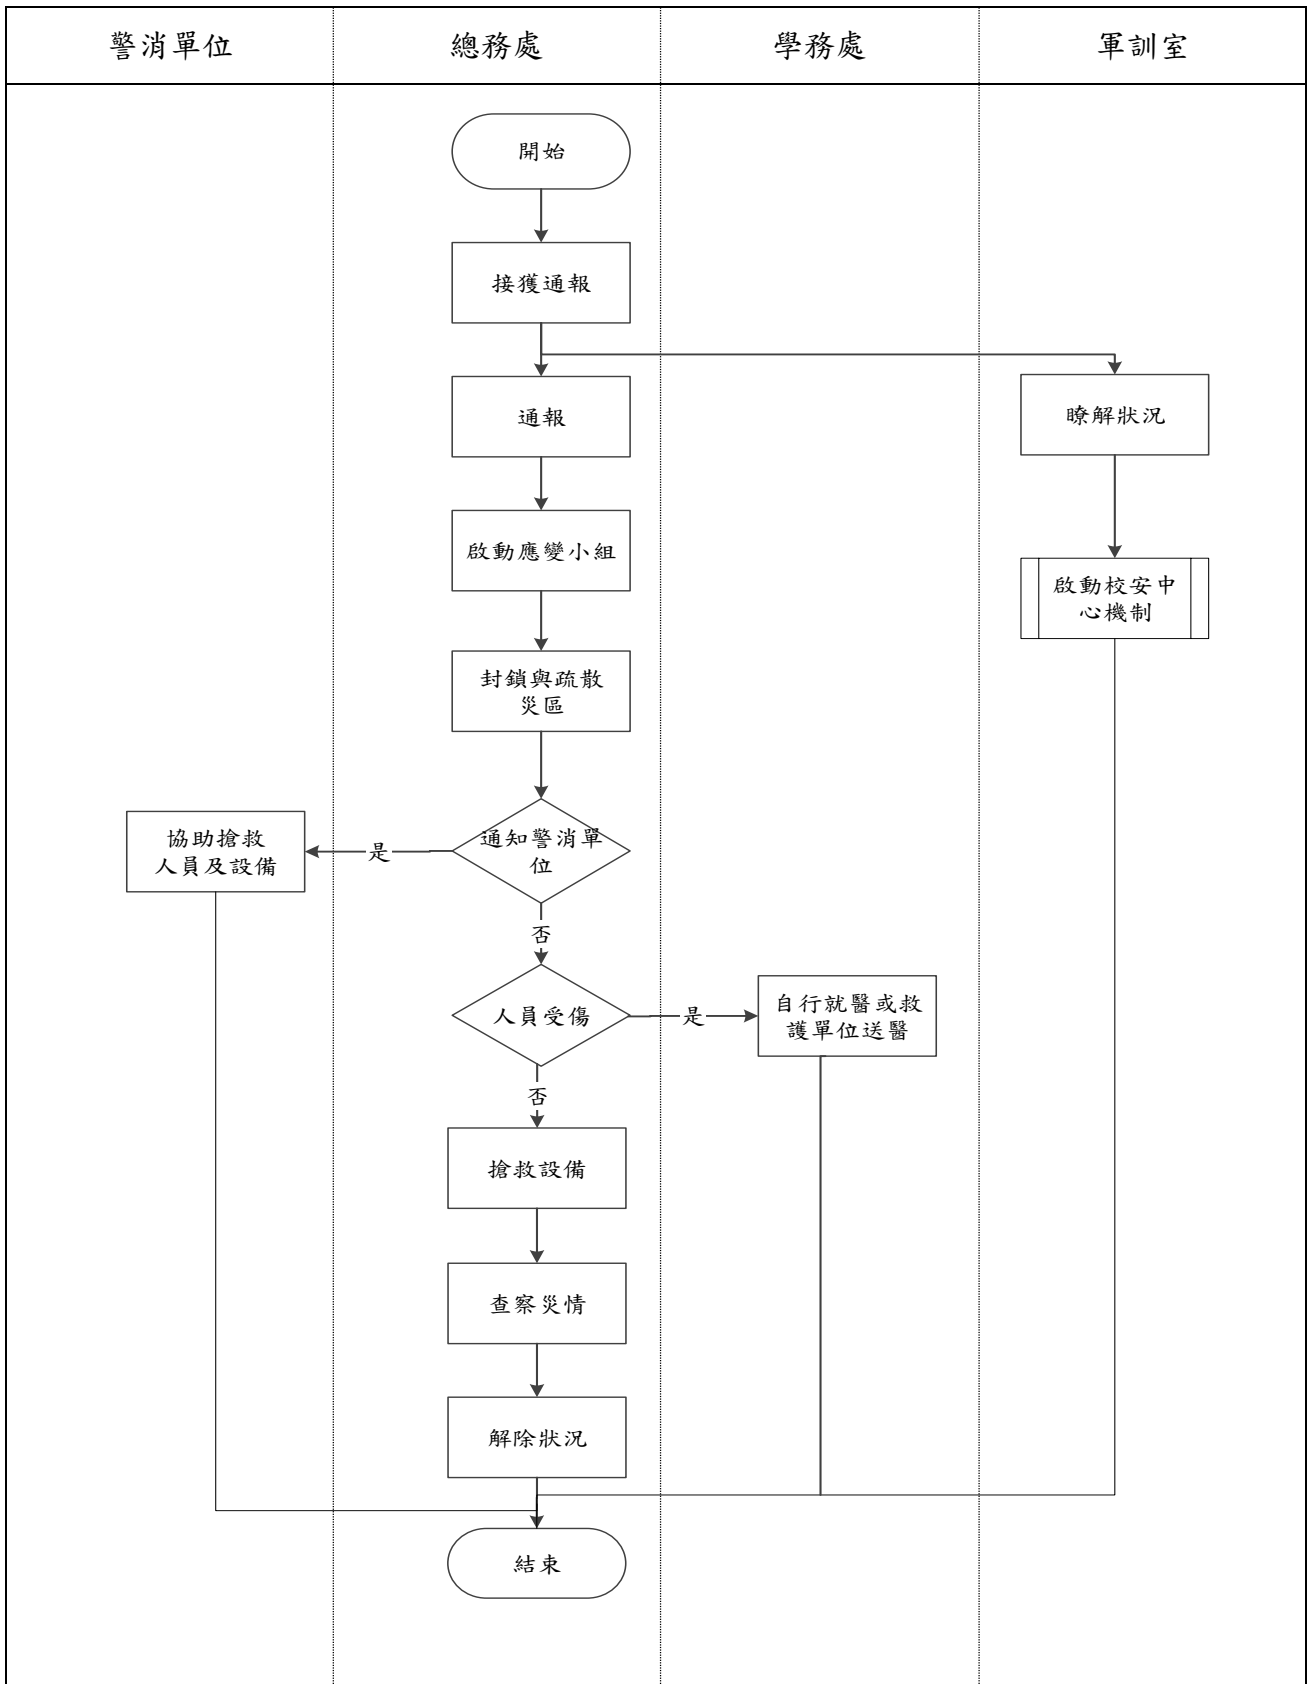 警消單位
總務處
學務處
軍訓室
開始
接獲通報
通報
瞭解狀況
啟動應變小組
啟動校安中
心機制
封鎖與疏散
災區
協助搶救
人員及設備
是
通知警消單
位
否
人員受傷
是
自行就醫或救
護單位送醫
否
搶救設備
查察災情
解除狀況
結束